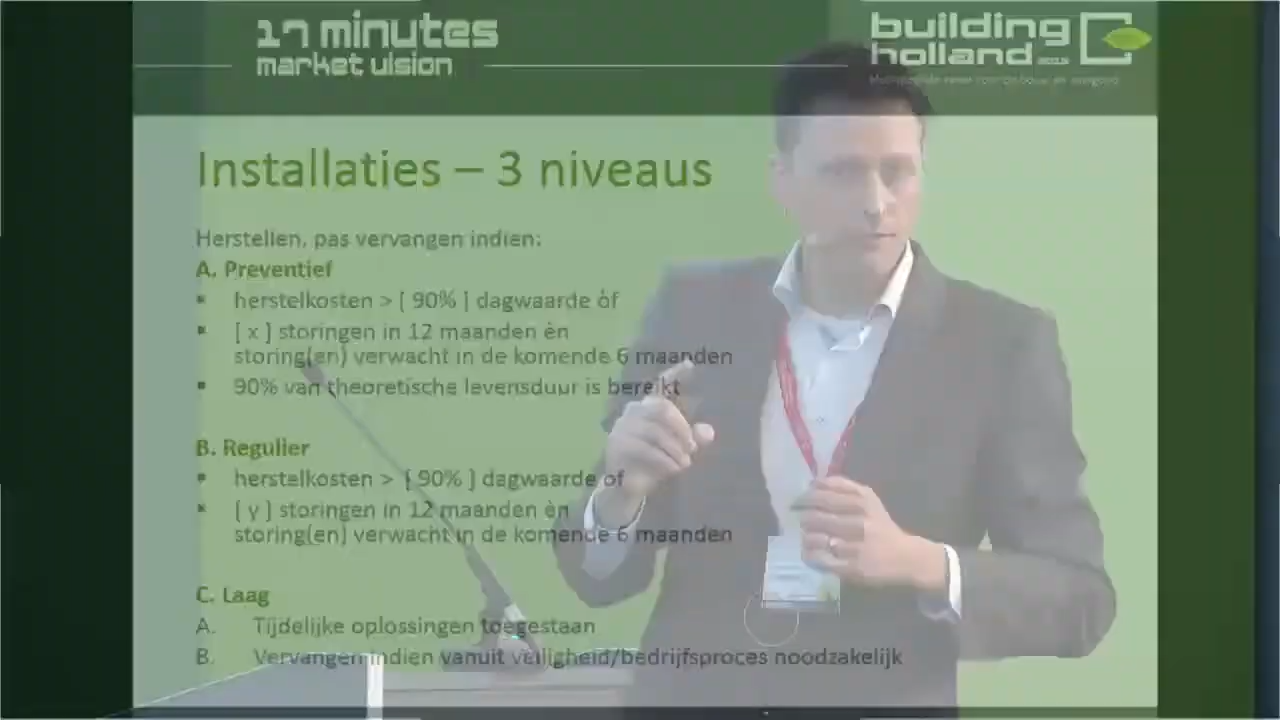 17 minutes
market vision
building
holland
Installaties – 3 niveaus
Herstellen, pas vervangen indien:
A. Preventief
▪ herstelkosten > [ 90% ] dagwaarde óf
▪ [ x ] storingen in 12 maanden èn
storing(en) verwacht in de komende 6 maanden
▪ 90% van theoretische levensduur is bereikt
B. Regulier
▪ herstelkosten > [ 90% ] dagwaarde of
▪ [ y ] storingen in 12 maanden èn
storing(en) verwacht in de komende 6 maanden
C. Laag
A. Tijdelijke oplossingen toegestaan
B. Vervangen indien vanuit veiligheid/bedrijfsproces noodzakelijk